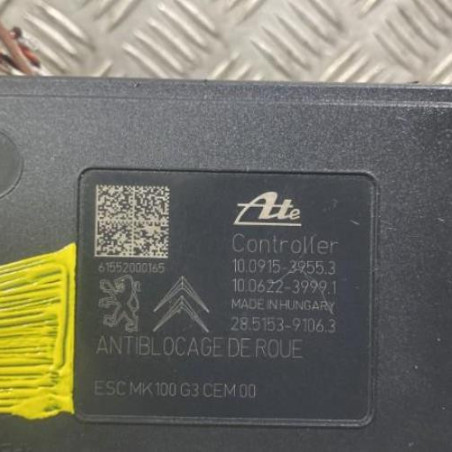 Ate
Controller
61552000165
10.0915-3955.3
10.0622-3999.1
MADE IN HUNGARY
28.5153-9106.3
ANTIBLOCAGE DE ROUE
ESC MK100 G3 CEM 00